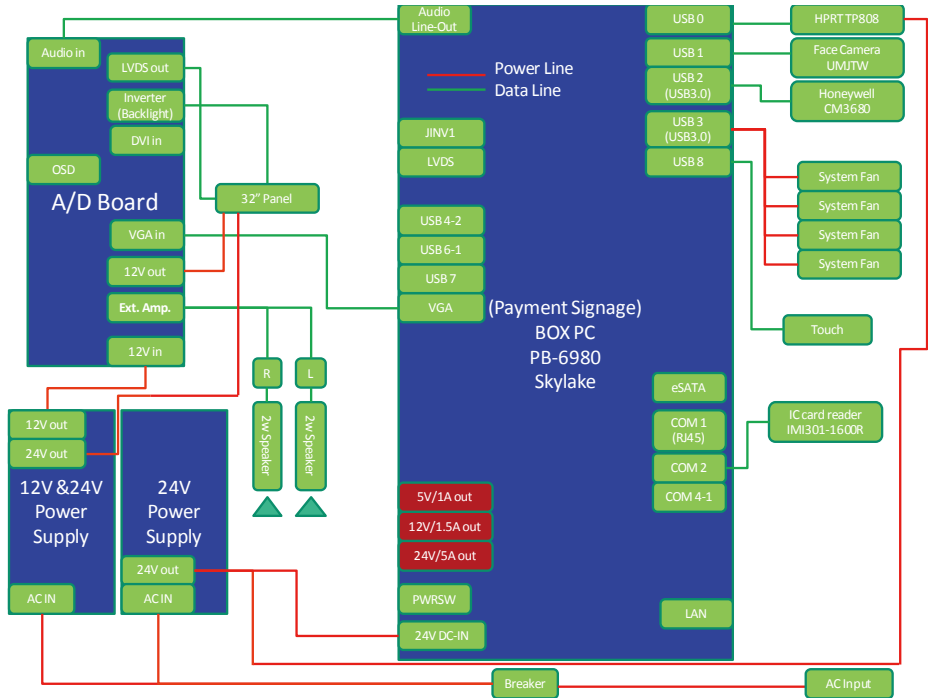 Audio in
LVDS out
Inverter
(Backlight)
DVI in
OSD
A/D Board
VGA in
12V out
Ext. Amp.
12V in
32" Panel
R
L
2w Speaker
2w Speaker
12V out
24V out
12V &24V
Power
Supply
AC IN
24V
Power
Supply
24V out
AC IN
Audio
Line-Out
Power Line
Data Line
JINV1
LVDS
USB 4-2
USB 6-1
USB 7
VGA
(Payment Signage)
BOX PC
PB-6980
Skylake
5V/1A out
12V/1.5A out
24V/5A out
PWRSW
24V DC-IN
USB 0
USB 1
USB 2
(USB3.0)
USB 3
(USB3.0)
USB 8
eSATA
COM 1
(RJ45)
COM 2
COM 4-1
LAN
HPRT TP808
Face Camera
UMJTW
Honeywell
CM3680
System Fan
System Fan
System Fan
System Fan
Touch
IC card reader
IMI301-1600R
Breaker
AC Input